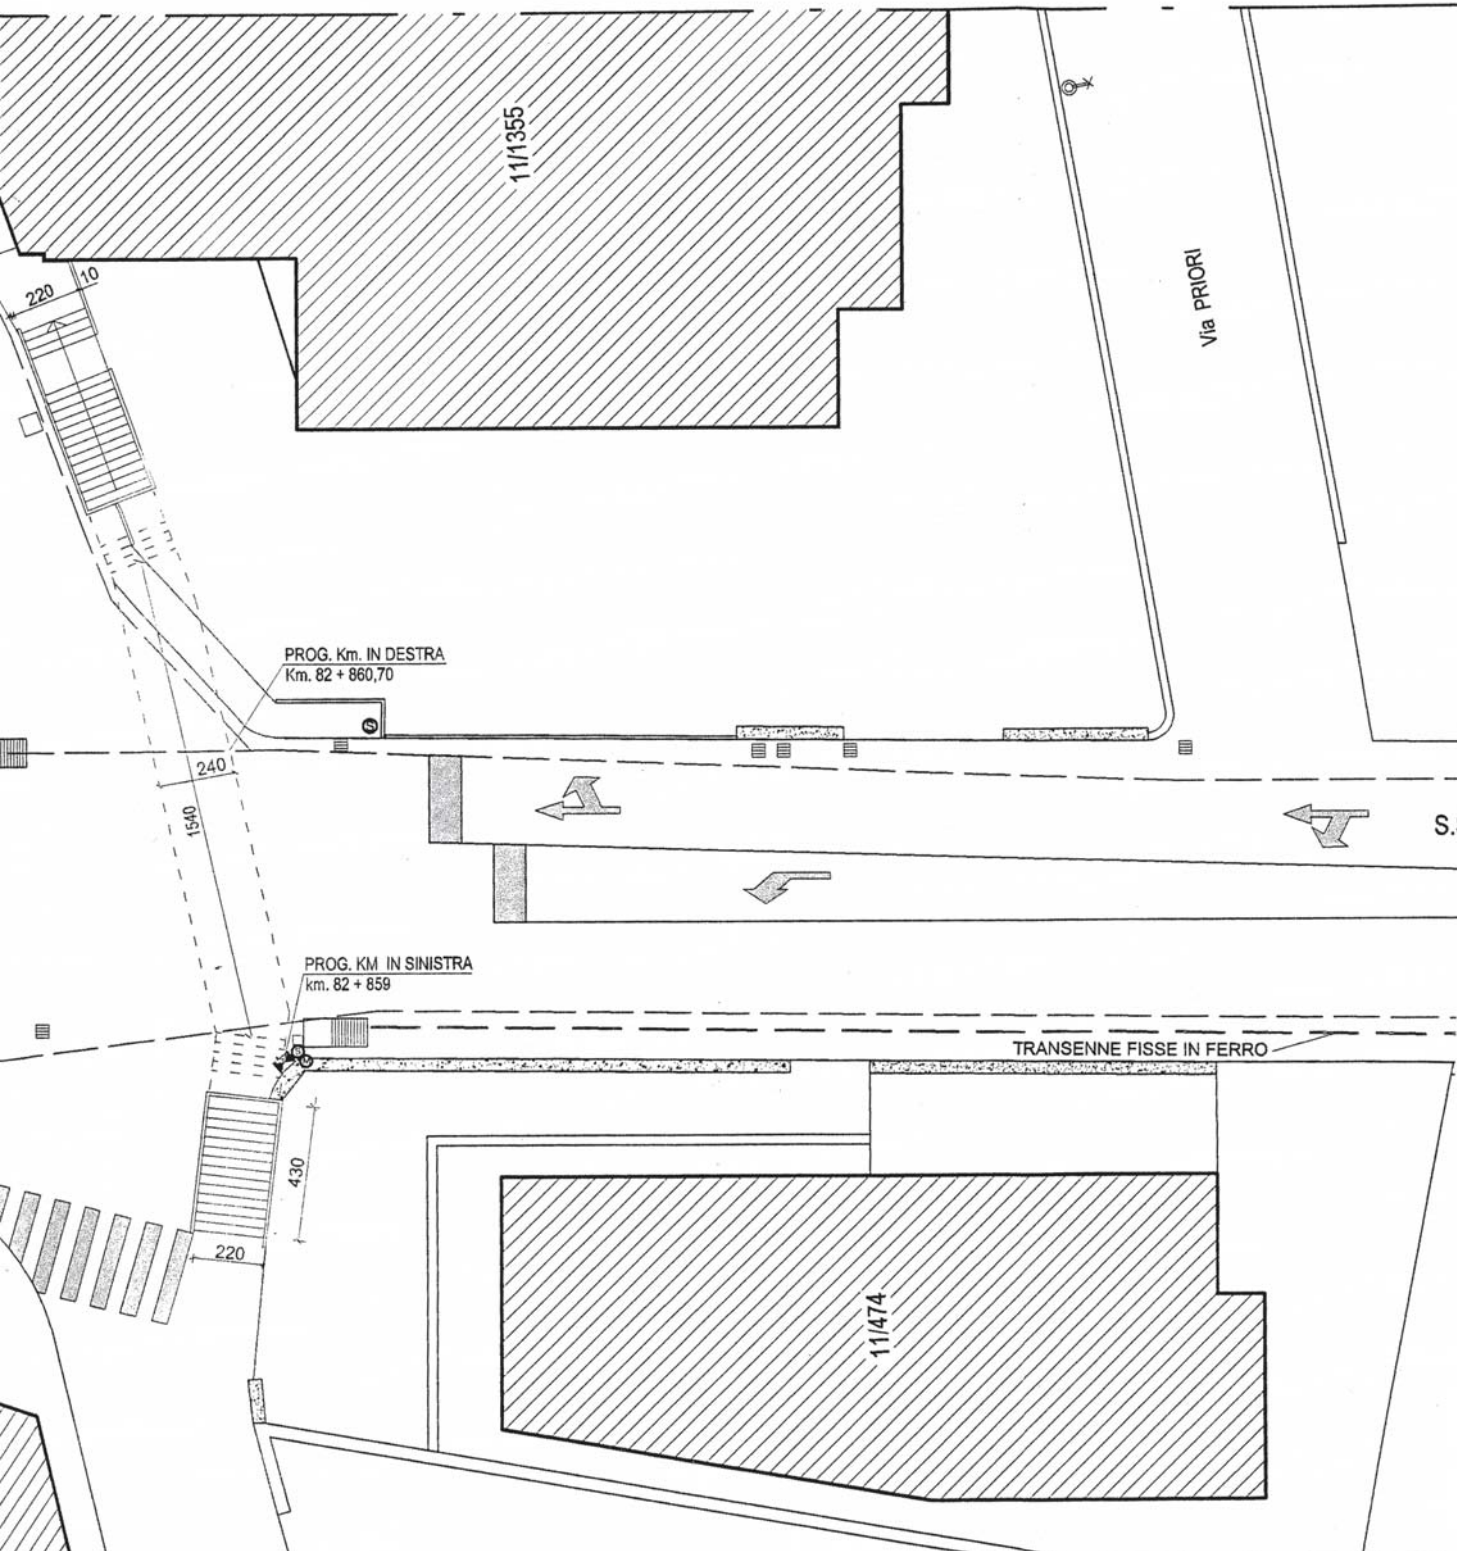 11/1355
10
220
Via PRIORI
PROG. Km. IN DESTRA
Km. 82 + 860,70
240
1540
S.
PROG. KM IN SINISTRA
km. 82 + 859
TRANSENNE FISSE IN FERRO
430
220
11/474